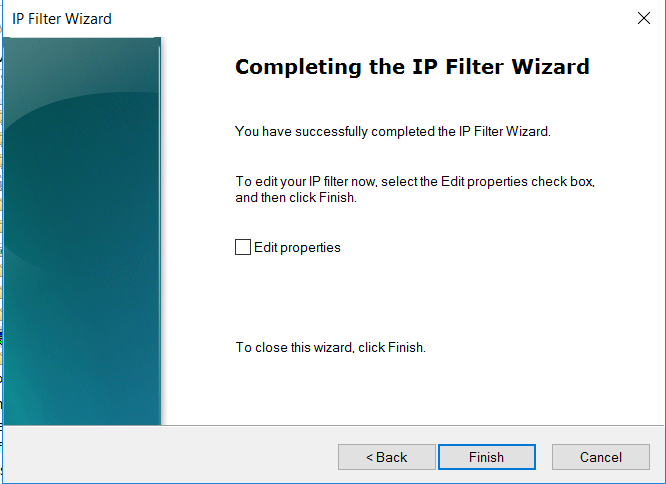 IP Filter Wizard
Completing the IP Filter Wizard
You have successfully completed the IP Filter Wizard.
To edit your IP filter now, select the Edit properties check box,
and then click Finish.
Edit properties
To close this wizard, click Finish.
< Back
Finish
Cancel